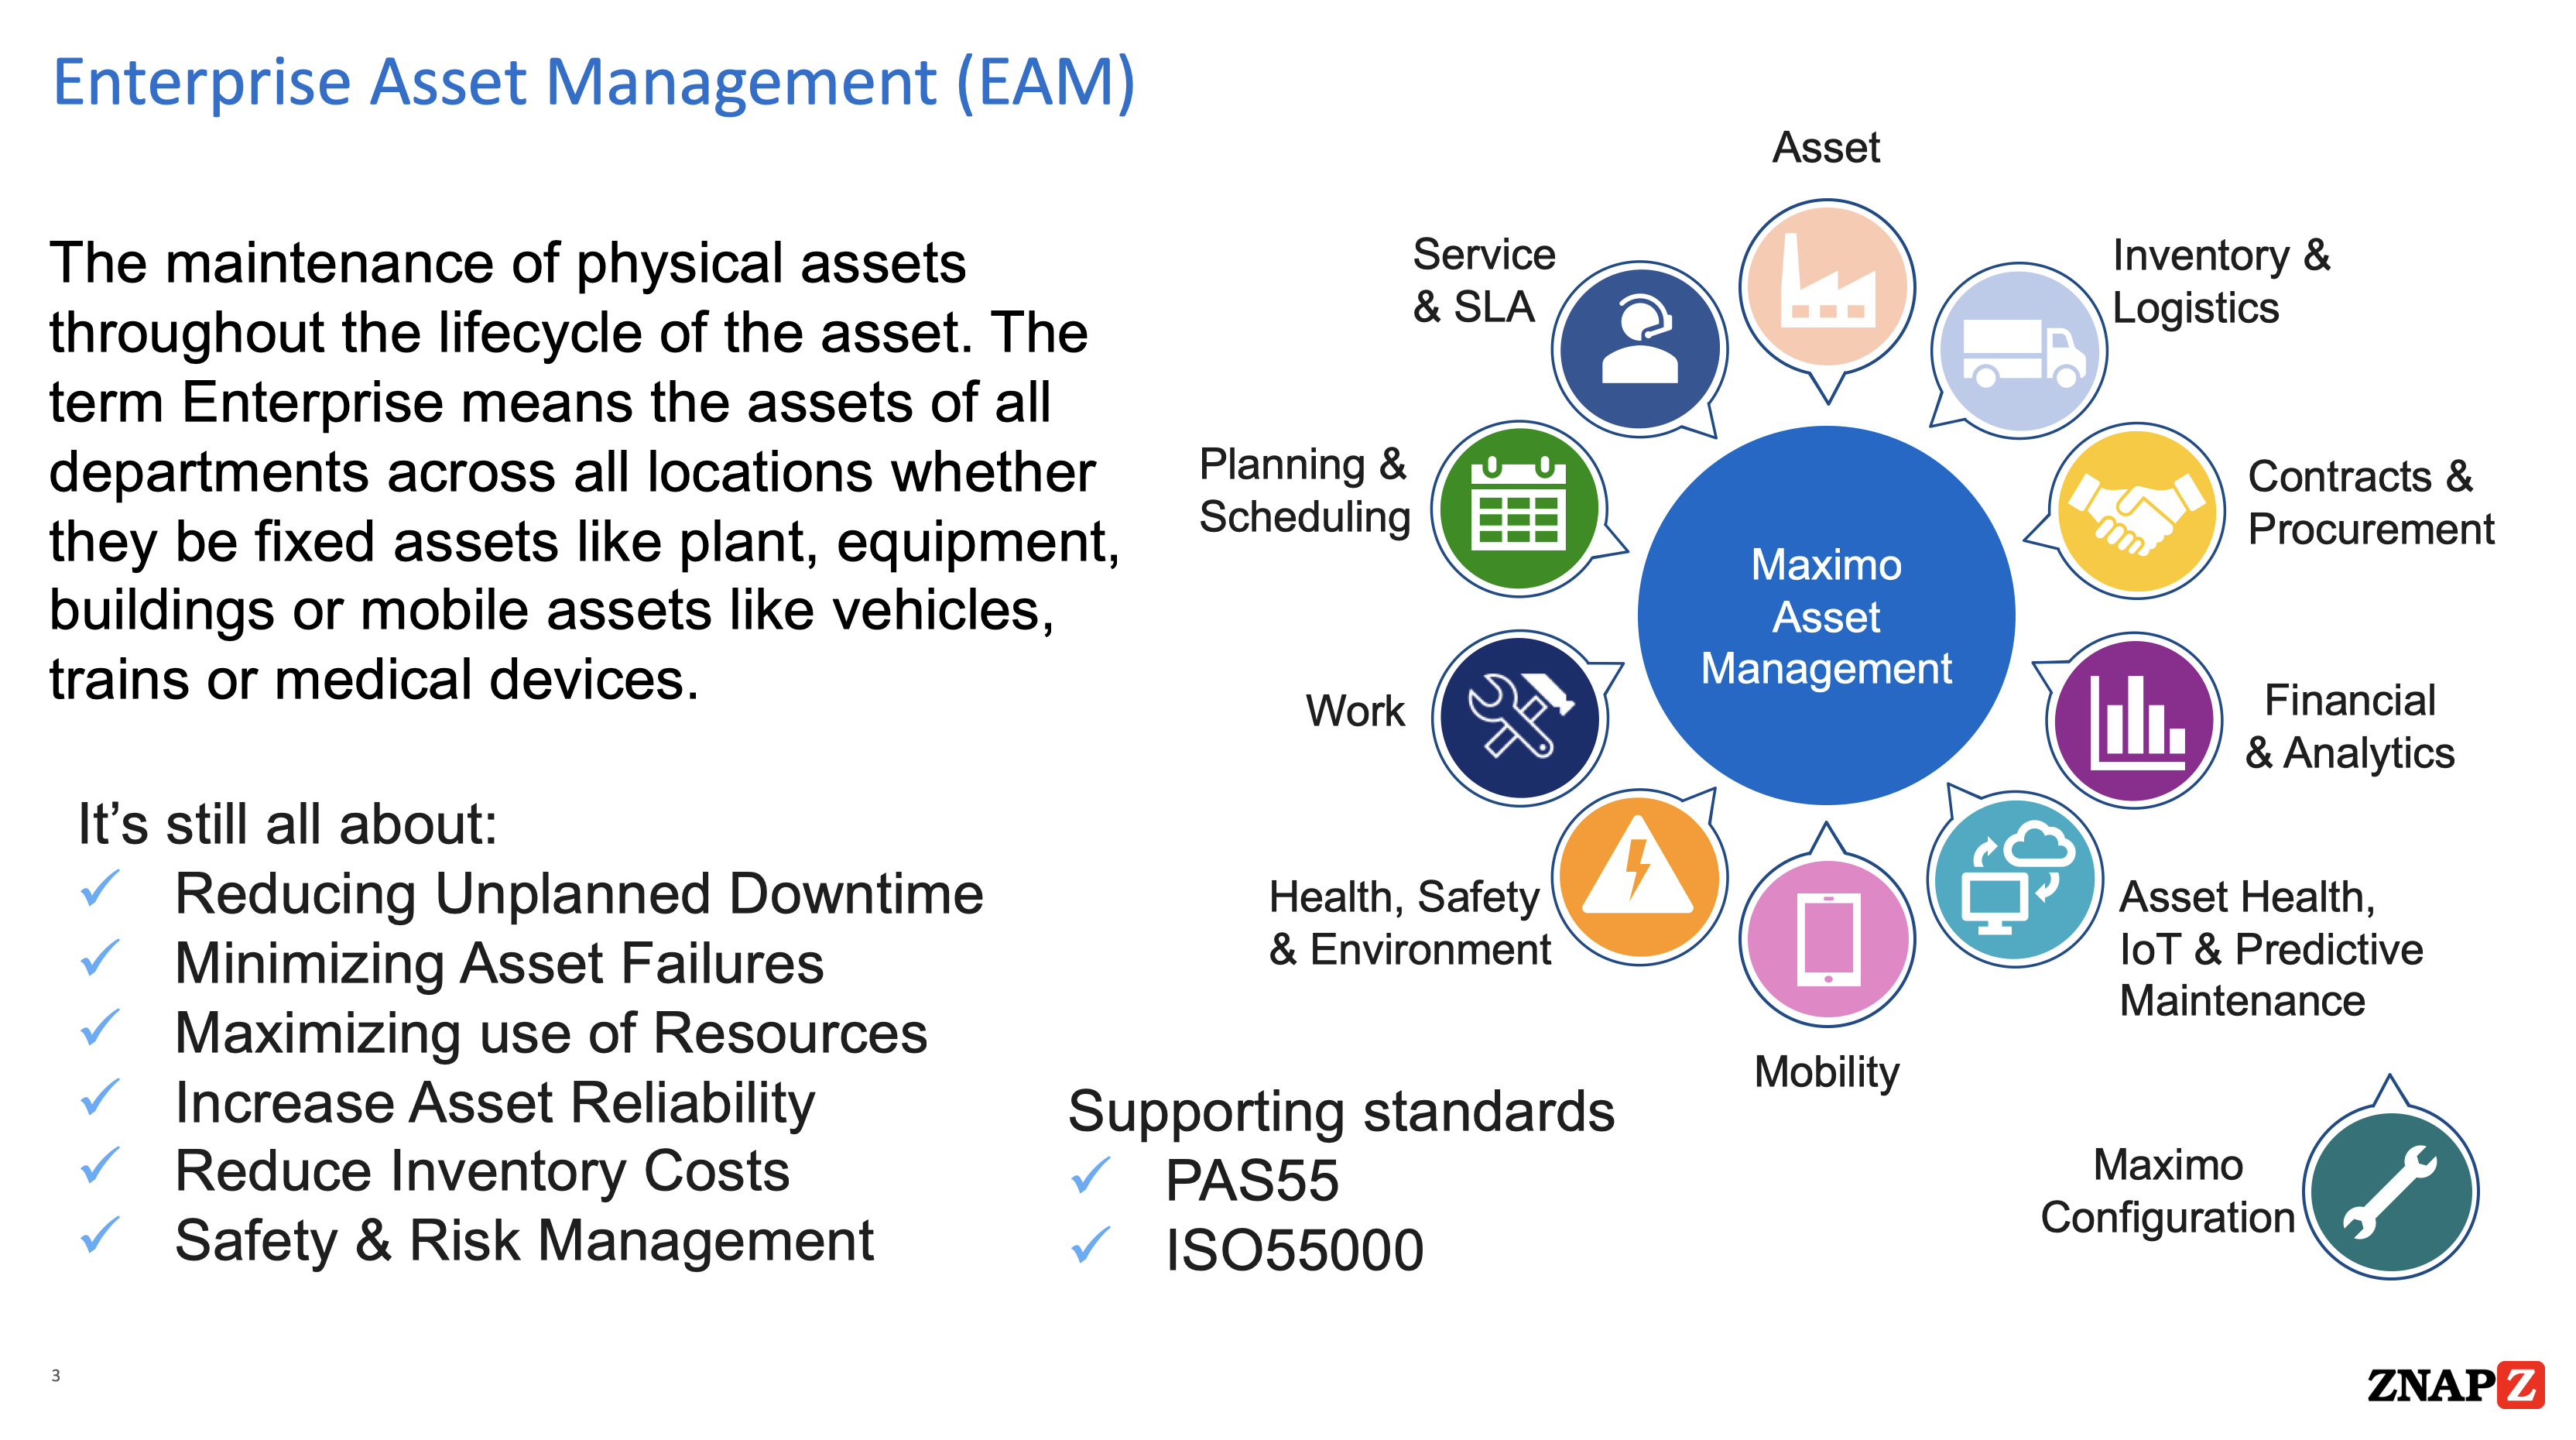 Enterprise Asset Management (EAM)
The maintenance of physical assets
throughout the lifecycle of the asset. The
term Enterprise means the assets of all
departments across all locations whether
they be fixed assets like plant, equipment,
buildings or mobile assets like vehicles,
trains or medical devices.
It’s still all about:
✓ Reducing Unplanned Downtime
✓ Minimizing Asset Failures
✓ Maximizing use of Resources
✓ Increase Asset Reliability
✓ Reduce Inventory Costs
✓ Safety & Risk Management
Supporting standards
✓ PAS55
✓ ISO55000
Asset
Inventory &
Logistics
Contracts &
Procurement
Financial
& Analytics
Asset Health,
IoT & Predictive
Maintenance
Mobility
Health, Safety
& Environment
Work
Planning &
Scheduling
Service
& SLA
Maximo
Asset
Management
Maximo
Configuration
3
ZNAPZ